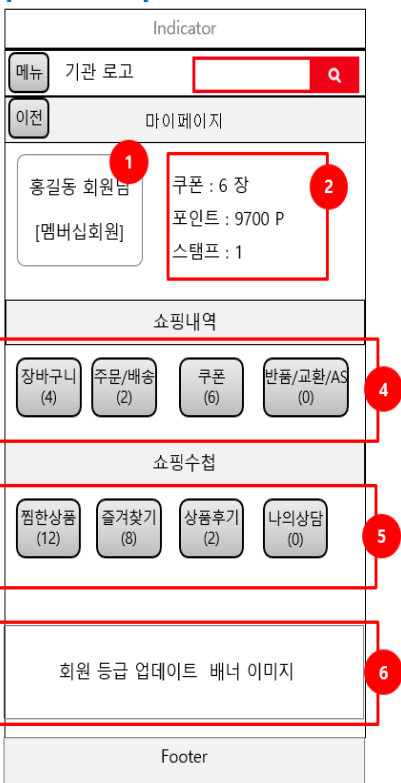 Indicator
메뉴 기관 로고
이전 마이페이지
1
홍길동 회원님
[멤버십회원]
2
쿠폰 : 6 장
포인트 : 9700 P
스탬프 : 1
쇼핑내역
장바구니 (4) 주문/배송 (2) 쿠폰 (6) 반품/교환/AS (0)
4
쇼핑수첩
찜한상품 (12) 즐겨찾기 (8) 상품후기 (2) 나의상담 (0)
5
회원 등급 업데이트 배너 이미지
6
Footer